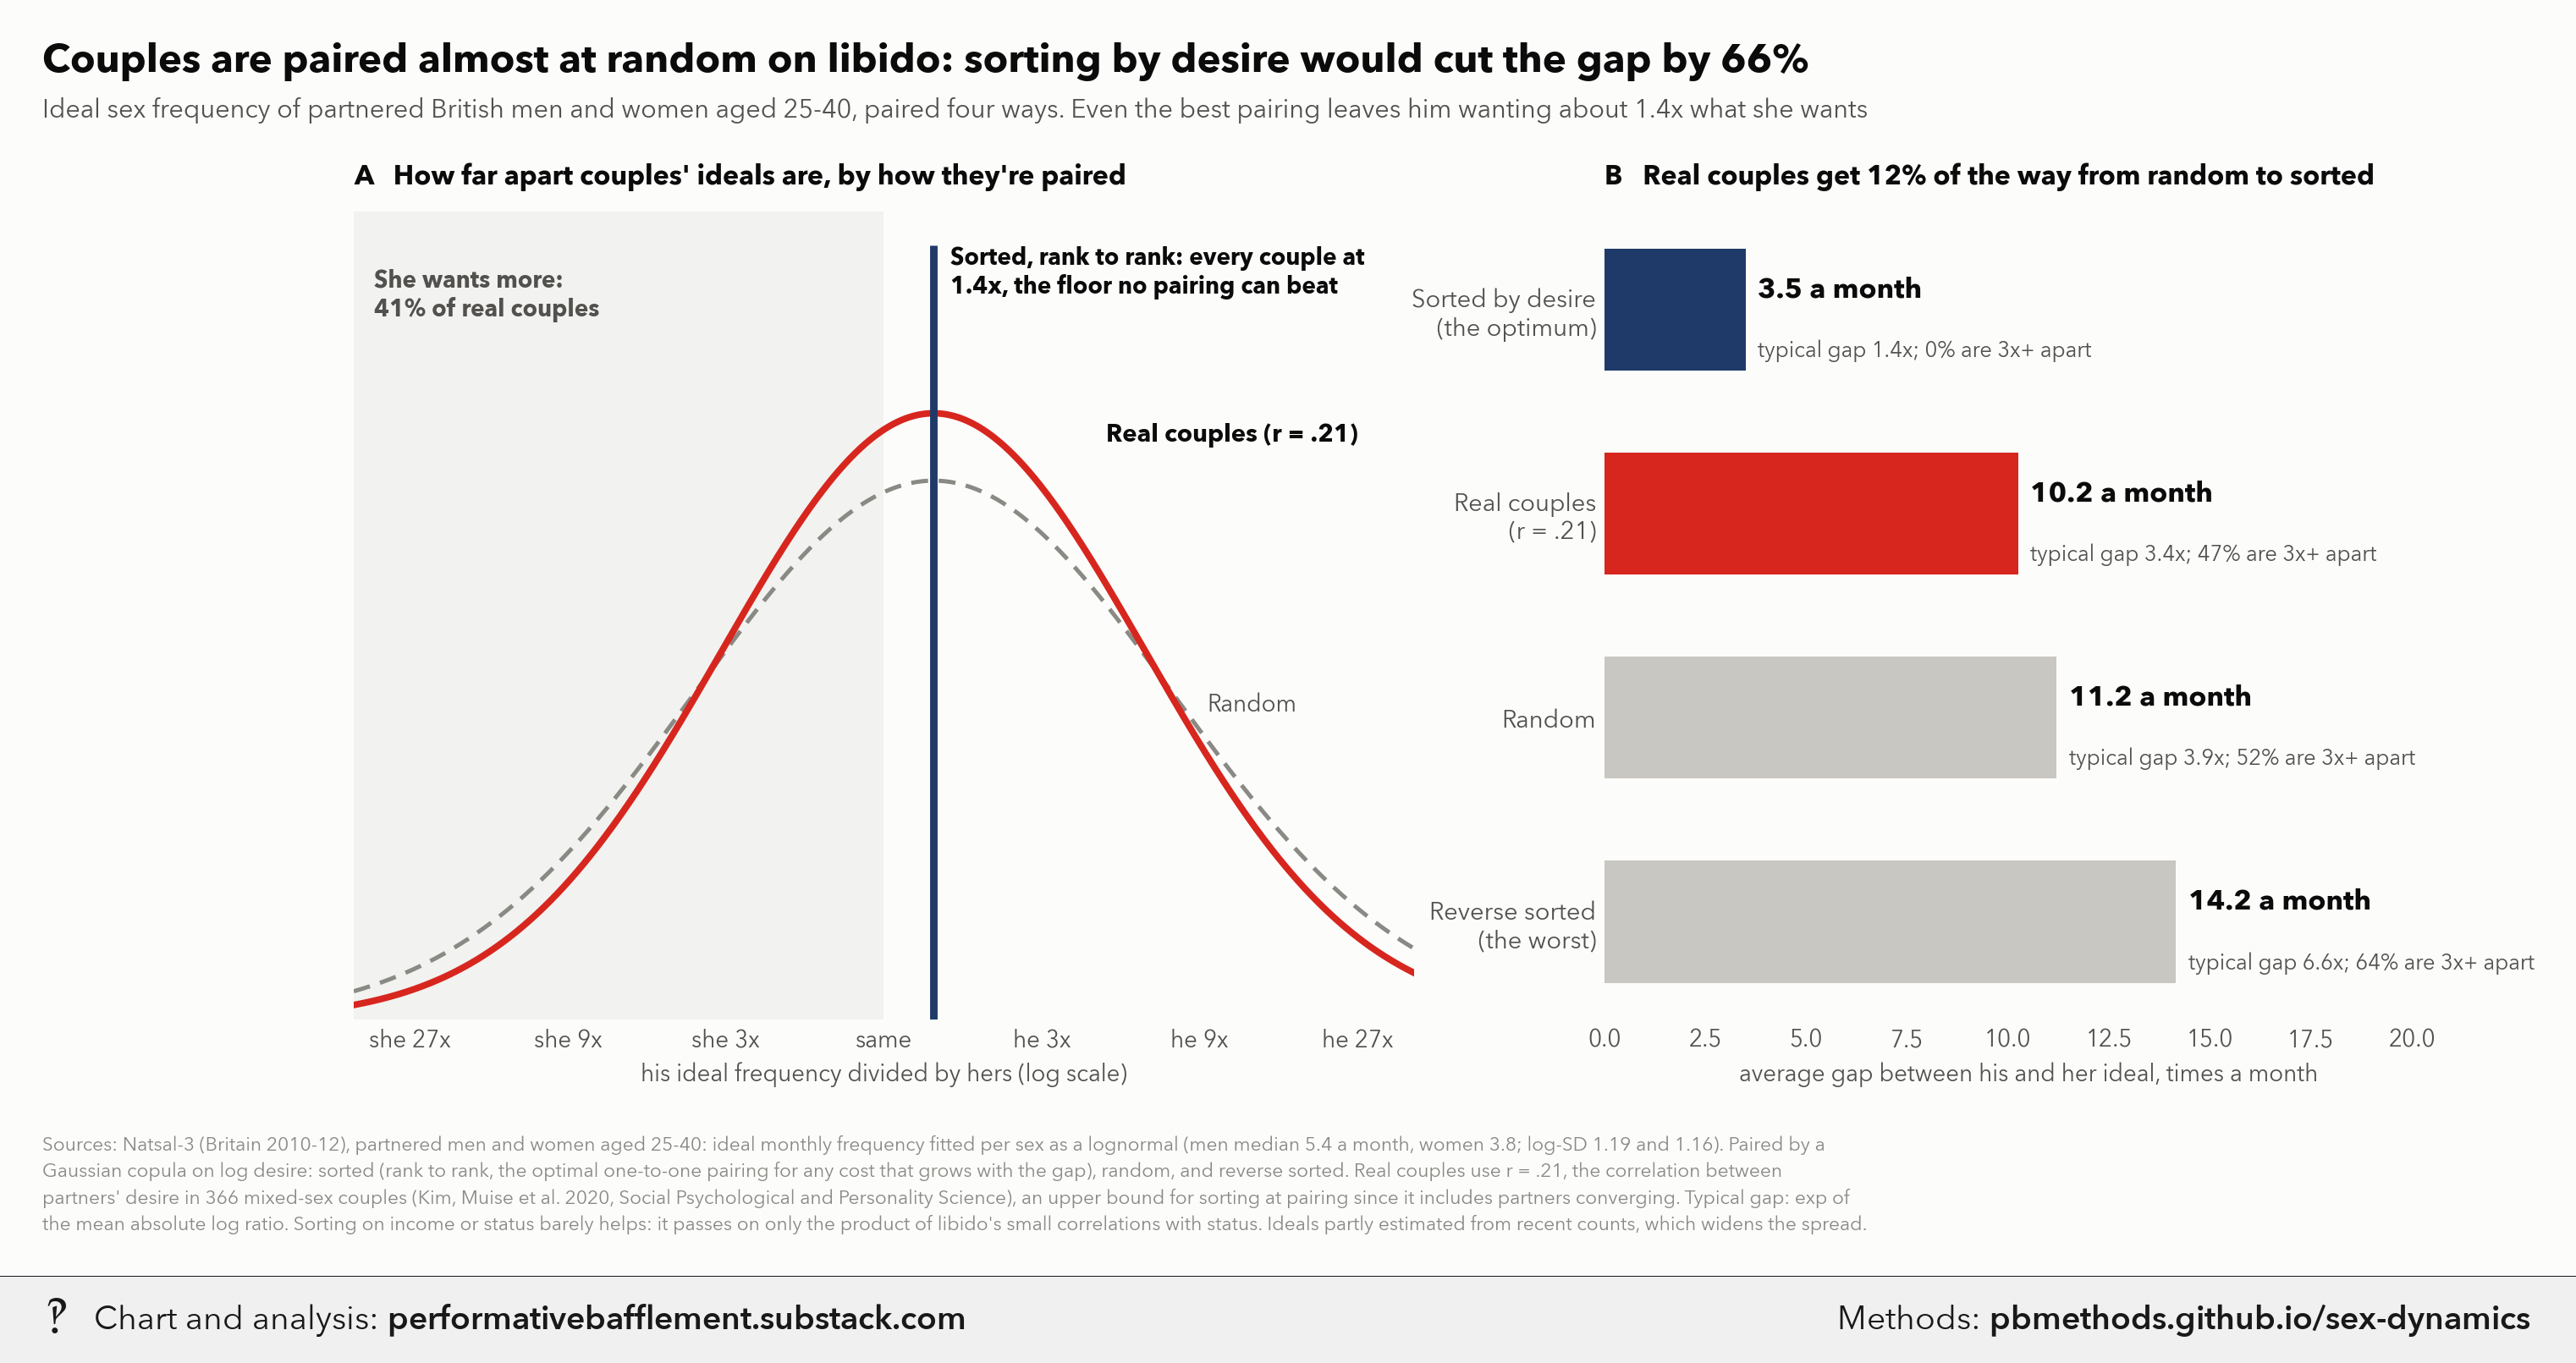 Couples are paired almost at random on libido: sorting by desire would cut the gap by 66%
Ideal sex frequency of partnered British men and women aged 25-40, paired four ways. Even the best pairing leaves him wanting about 1.4x what she wants
A How far apart couples' ideals are, by how they're paired
She wants more:
41% of real couples
Sorted, rank to rank: every couple at
1.4x, the floor no pairing can beat
Real couples (r = .21)
Random
she 27x she 9x she 3x same he 3x he 9x he 27x
his ideal frequency divided by hers (log scale)
B Real couples get 12% of the way from random to sorted
Sorted by desire
(the optimum)
3.5 a month
typical gap 1.4x; 0% are 3x+ apart
Real couples
(r = .21)
10.2 a month
typical gap 3.4x; 47% are 3x+ apart
Random
11.2 a month
typical gap 3.9x; 52% are 3x+ apart
Reverse sorted
(the worst)
14.2 a month
typical gap 6.6x; 64% are 3x+ apart
0.0 2.5 5.0 7.5 10.0 12.5 15.0 17.5 20.0
average gap between his and her ideal, times a month
Sources: Natsal-3 (Britain 2010-12), partnered men and women aged 25-40: ideal monthly frequency fitted per sex as a lognormal (men median 5.4 a month, women 3.8; log-SD 1.19 and 1.16). Paired by a
Gaussian copula on log desire: sorted (rank to rank, the optimal one-to-one pairing for any cost that grows with the gap), random, and reverse sorted. Real couples use r = .21, the correlation between
partners' desire in 366 mixed-sex couples (Kim, Muise et al. 2020, Social Psychological and Personality Science), an upper bound for sorting at pairing since it includes partners converging. Typical gap: exp of
the mean absolute log ratio. Sorting on income or status barely helps: it passes on only the product of libido's small correlations with status. Ideals partly estimated from recent counts, which widens the spread.
‽ Chart and analysis: performativebafflement.substack.com
Methods: pbmethods.github.io/sex-dynamics